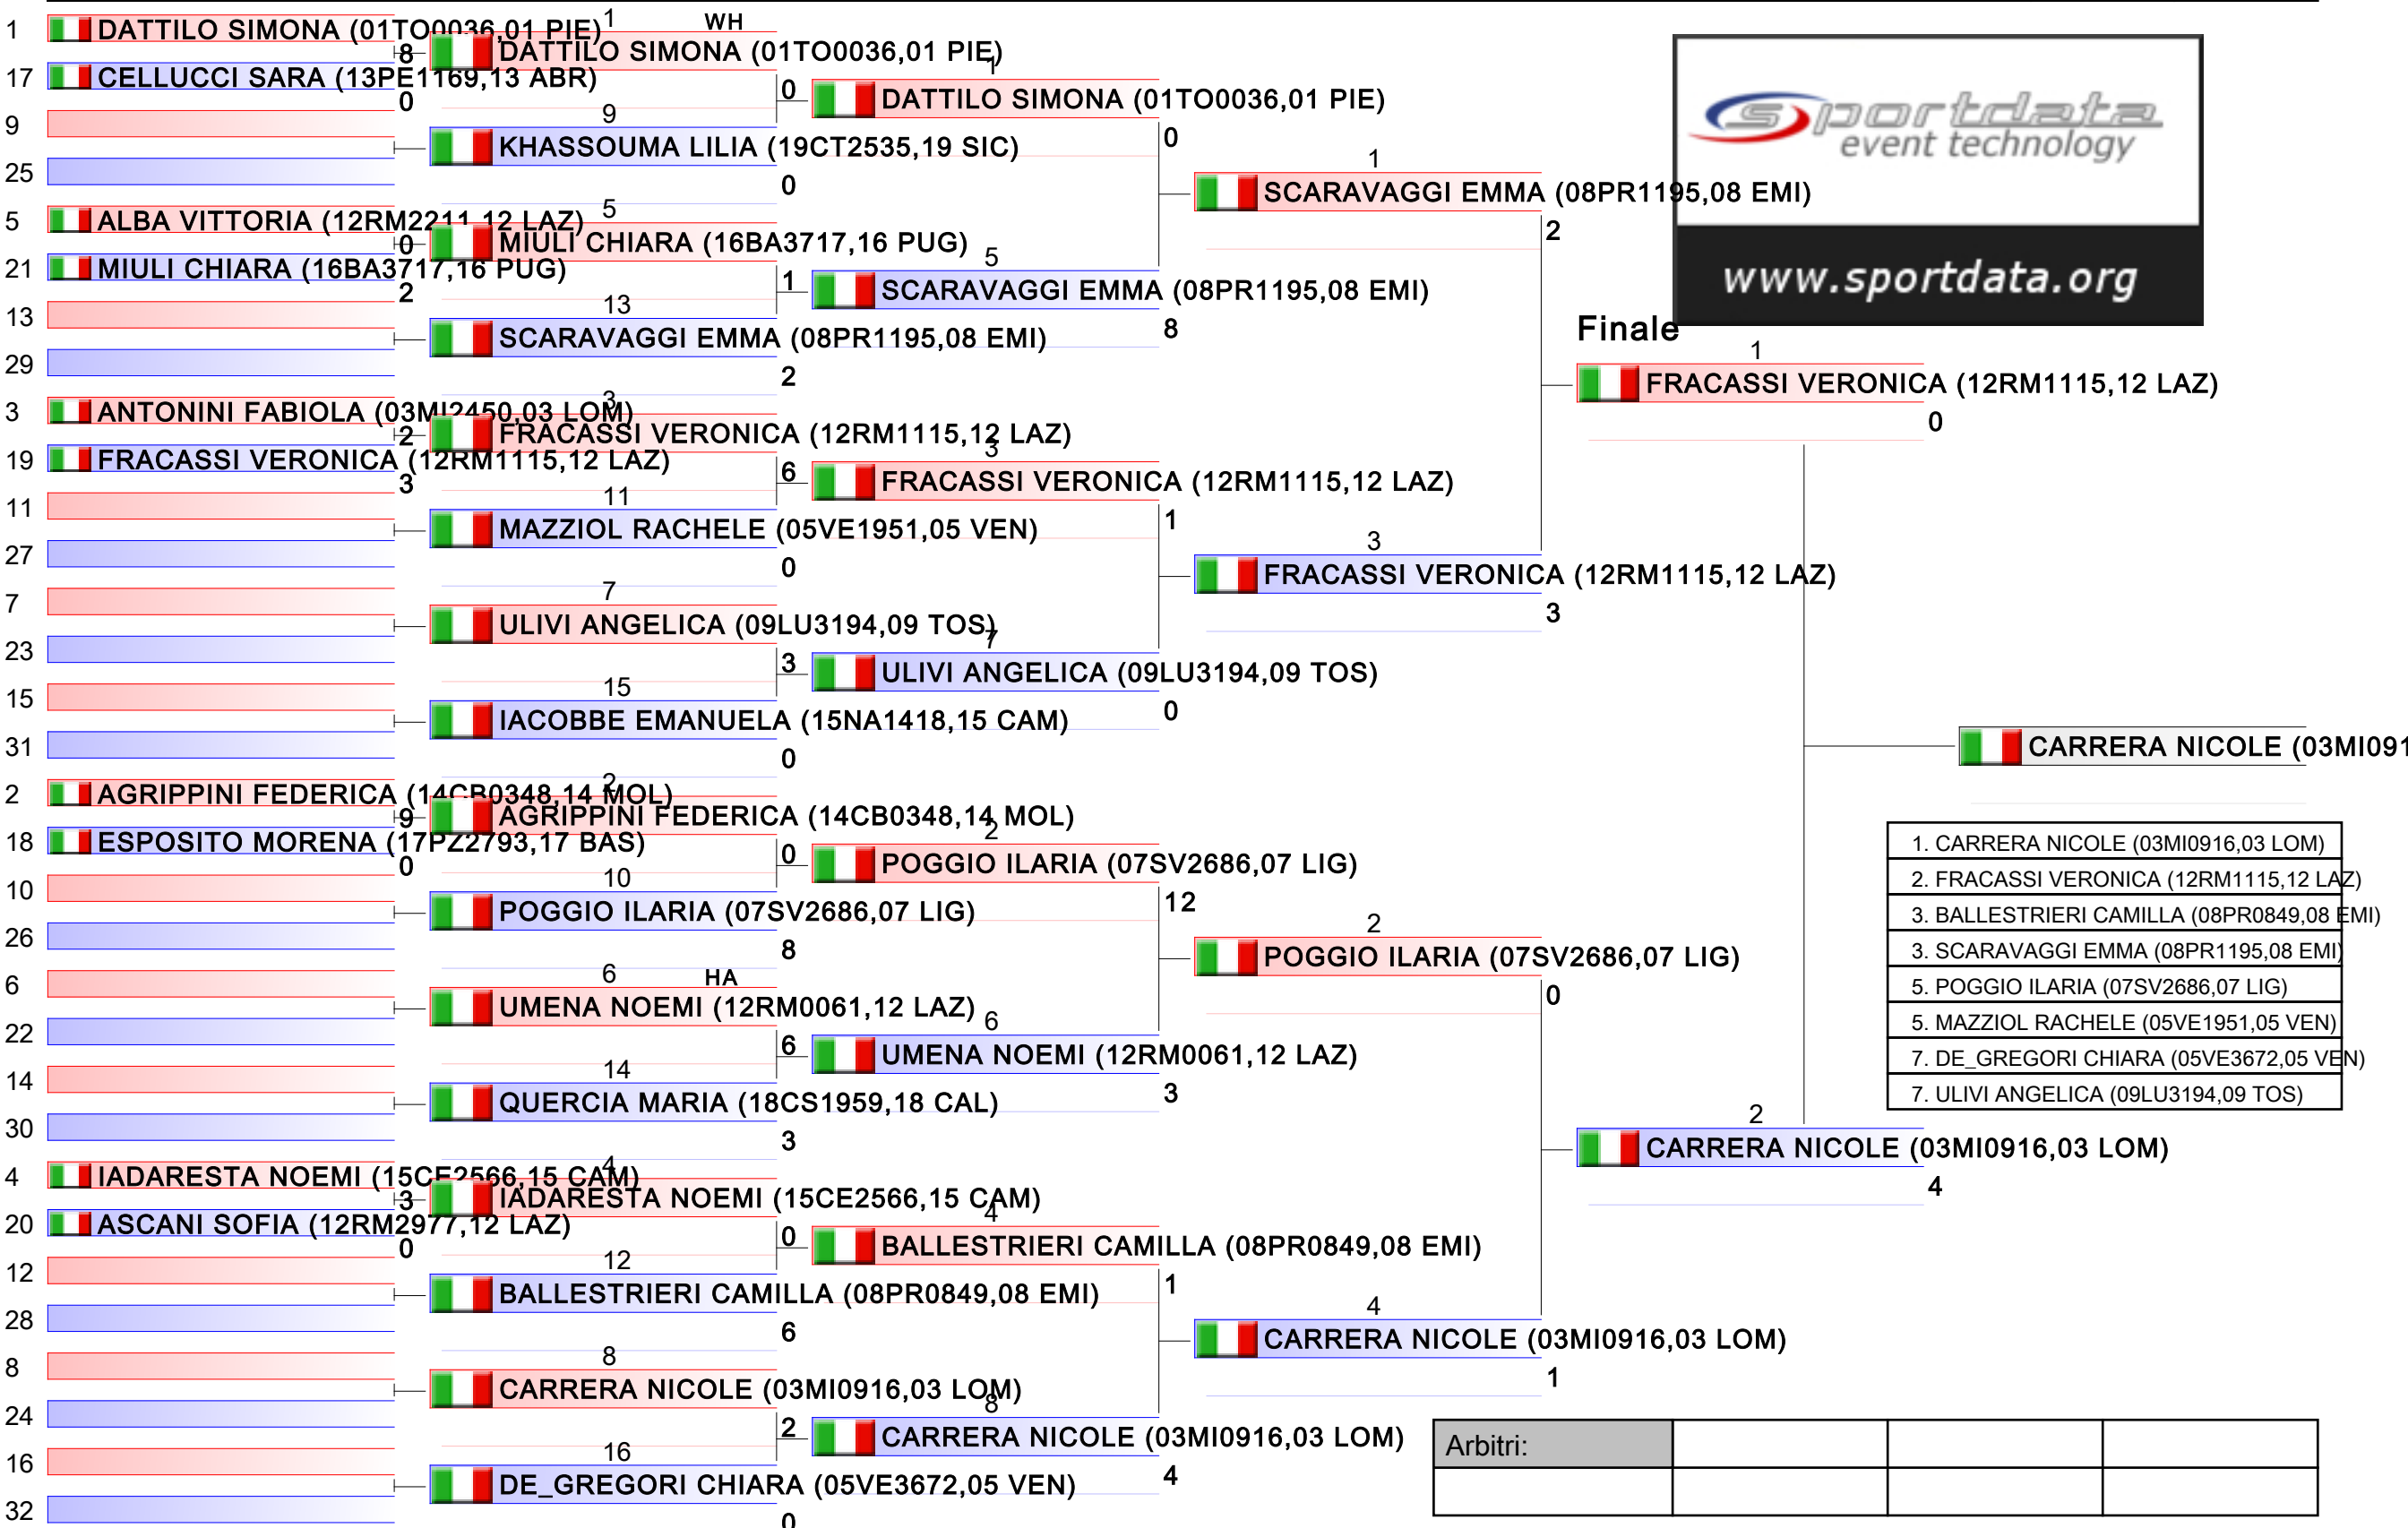 1 DATTILO SIMONA (01TO0036,01 PIE)
8
17 CELLUCCI SARA (13PE1169,13 ABR)
0
9
25
5 ALBA VITTORIA (12RM2211,12 LAZ)
0
21 MIULI CHIARA (16BA3717,16 PUG)
2
13
29
3 ANTONINI FABIOLA (03MI2450,03 LOM)
2
19 FRACASSI VERONICA (12RM1115,12 LAZ)
3
11
27
7
23
15
31
2 AGRIPPINI FEDERICA (14CB0348,14 MOL)
9
18 ESPOSITO MORENA (17PZ2793,17 BAS)
0
10
26
6
22
14
30
4 IADARESTA NOEMI (15CE2566,15 CAM)
3
20 ASCANI SOFIA (12RM2977,12 LAZ)
0
12
28
8
24
16
32
1 WH
DATTILO SIMONA (01TO0036,01 PIE)
0
9
KHASSOUMA LILIA (19CT2535,19 SIC)
0
5
MIULI CHIARA (16BA3717,16 PUG)
1
13
SCARAVAGGI EMMA (08PR1195,08 EMI)
2
3
FRACASSI VERONICA (12RM1115,12 LAZ)
6
11
MAZZIOL RACHELE (05VE1951,05 VEN)
0
7
ULIVI ANGELICA (09LU3194,09 TOS)
3
15
IACOBBE EMANUELA (15NA1418,15 CAM)
0
2
AGRIPPINI FEDERICA (14CB0348,14 MOL)
0
10
POGGIO ILARIA (07SV2686,07 LIG)
8
6 HA
UMENA NOEMI (12RM0061,12 LAZ)
6
14
QUERCIA MARIA (18CS1959,18 CAL)
3
4
IADARESTA NOEMI (15CE2566,15 CAM)
0
12
BALLESTRIERI CAMILLA (08PR0849,08 EMI)
6
8
CARRERA NICOLE (03MI0916,03 LOM)
2
16
DE_GREGORI CHIARA (05VE3672,05 VEN)
0
1
DATTILO SIMONA (01TO0036,01 PIE)
0
5
SCARAVAGGI EMMA (08PR1195,08 EMI)
8
3
FRACASSI VERONICA (12RM1115,12 LAZ)
1
7
ULIVI ANGELICA (09LU3194,09 TOS)
0
2
POGGIO ILARIA (07SV2686,07 LIG)
12
6
UMENA NOEMI (12RM0061,12 LAZ)
3
4
BALLESTRIERI CAMILLA (08PR0849,08 EMI)
1
8
CARRERA NICOLE (03MI0916,03 LOM)
4
1
SCARAVAGGI EMMA (08PR1195,08 EMI)
2
3
FRACASSI VERONICA (12RM1115,12 LAZ)
3
2
POGGIO ILARIA (07SV2686,07 LIG)
0
4
CARRERA NICOLE (03MI0916,03 LOM)
1
sportdata
event technology
www.sportdata.org
Finale
1
FRACASSI VERONICA (12RM1115,12 LAZ)
0
2
CARRERA NICOLE (03MI0916,03 LOM)
4
CARRERA NICOLE (03MI091
1. CARRERA NICOLE (03MI0916,03 LOM)
2. FRACASSI VERONICA (12RM1115,12 LAZ)
3. BALLESTRIERI CAMILLA (08PR0849,08 EMI)
3. SCARAVAGGI EMMA (08PR1195,08 EMI)
5. POGGIO ILARIA (07SV2686,07 LIG)
5. MAZZIOL RACHELE (05VE1951,05 VEN)
7. DE_GREGORI CHIARA (05VE3672,05 VEN)
7. ULIVI ANGELICA (09LU3194,09 TOS)
Arbitri: